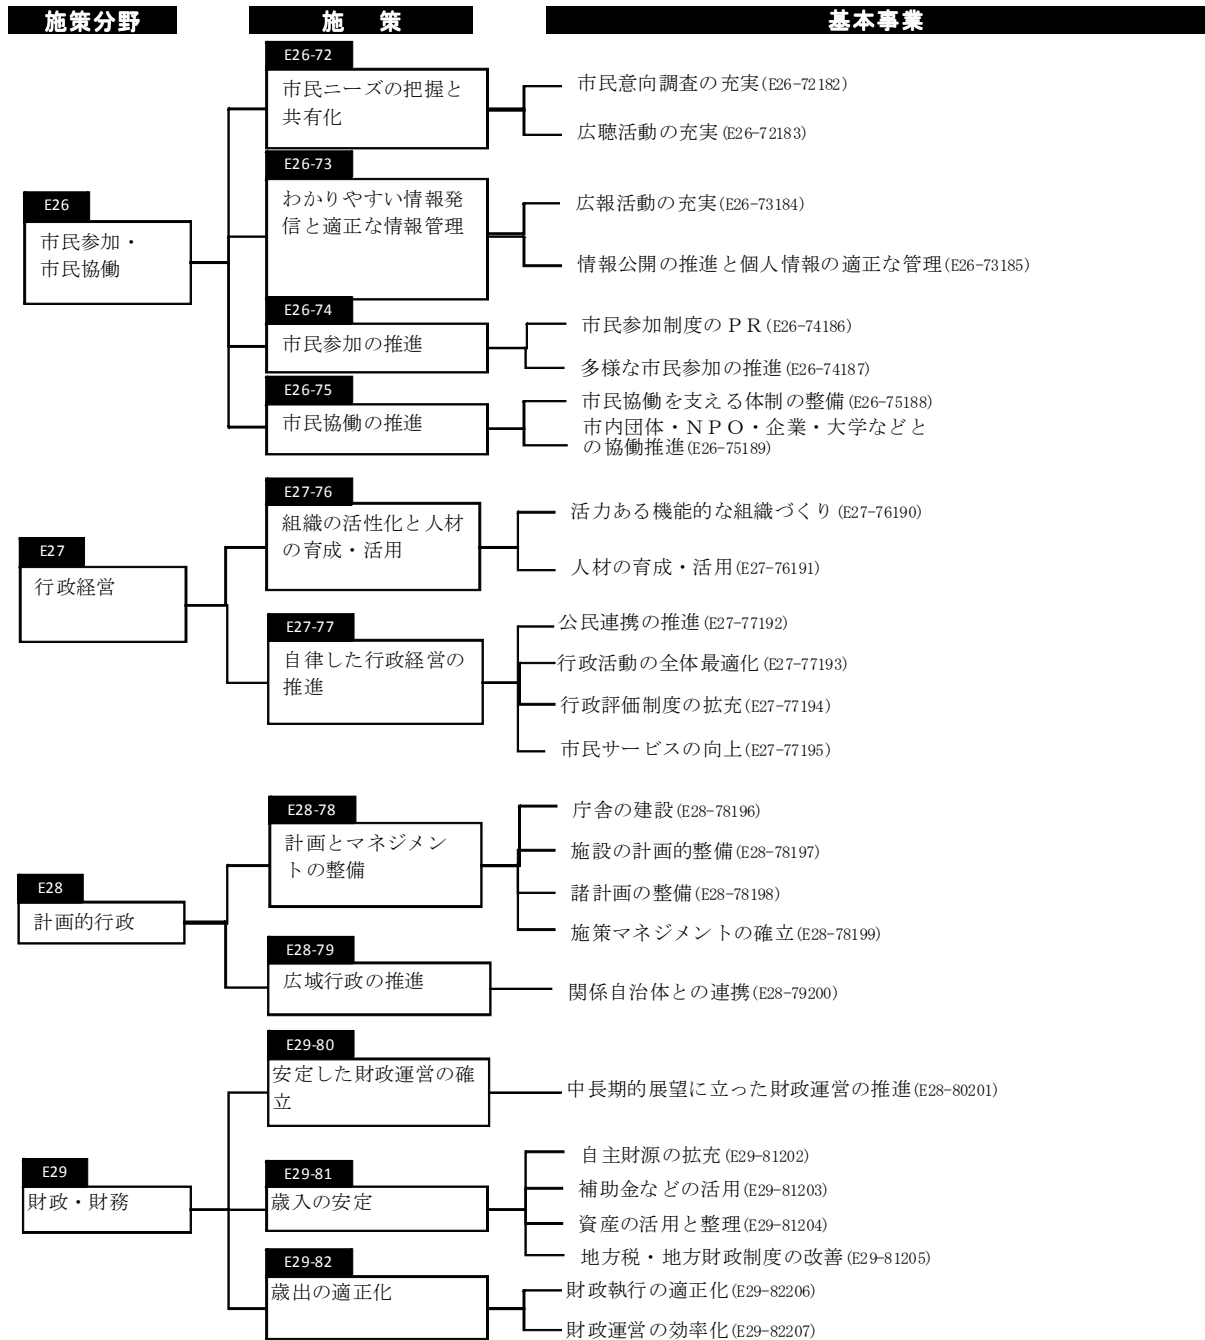 施策分野
施　策
基本事業
E26
市民参加・
市民協働
E26-72
市民ニーズの把握と
共有化
市民意向調査の充実(E26-72182)
広聴活動の充実(E26-72183)
E26-73
わかりやすい情報発
信と適正な情報管理
広報活動の充実(E26-73184)
情報公開の推進と個人情報の適正な管理(E26-73185)
E26-74
市民参加の推進
市民参加制度のＰＲ(E26-74186)
多様な市民参加の推進(E26-74187)
E26-75
市民協働の推進
市民協働を支える体制の整備(E26-75188)
市内団体・ＮＰＯ・企業・大学などと
の協働推進(E26-75189)
E27
行政経営
E27-76
組織の活性化と人材
の育成・活用
活力ある機能的な組織づくり(E27-76190)
人材の育成・活用(E27-76191)
E27-77
自律した行政経営の
推進
公民連携の推進(E27-77192)
行政活動の全体最適化(E27-77193)
行政評価制度の拡充(E27-77194)
市民サービスの向上(E27-77195)
E28
計画的行政
E28-78
計画とマネジメン
トの整備
庁舎の建設(E28-78196)
施設の計画的整備(E28-78197)
諸計画の整備(E28-78198)
施策マネジメントの確立(E28-78199)
E28-79
広域行政の推進
関係自治体との連携(E28-79200)
E29
財政・財務
E29-80
安定した財政運営の確
立
中長期的展望に立った財政運営の推進(E28-80201)
E29-81
歳入の安定
自主財源の拡充(E29-81202)
補助金などの活用(E29-81203)
資産の活用と整理(E29-81204)
地方税・地方財政制度の改善(E29-81205)
E29-82
歳出の適正化
財政執行の適正化(E29-82206)
財政運営の効率化(E29-82207)